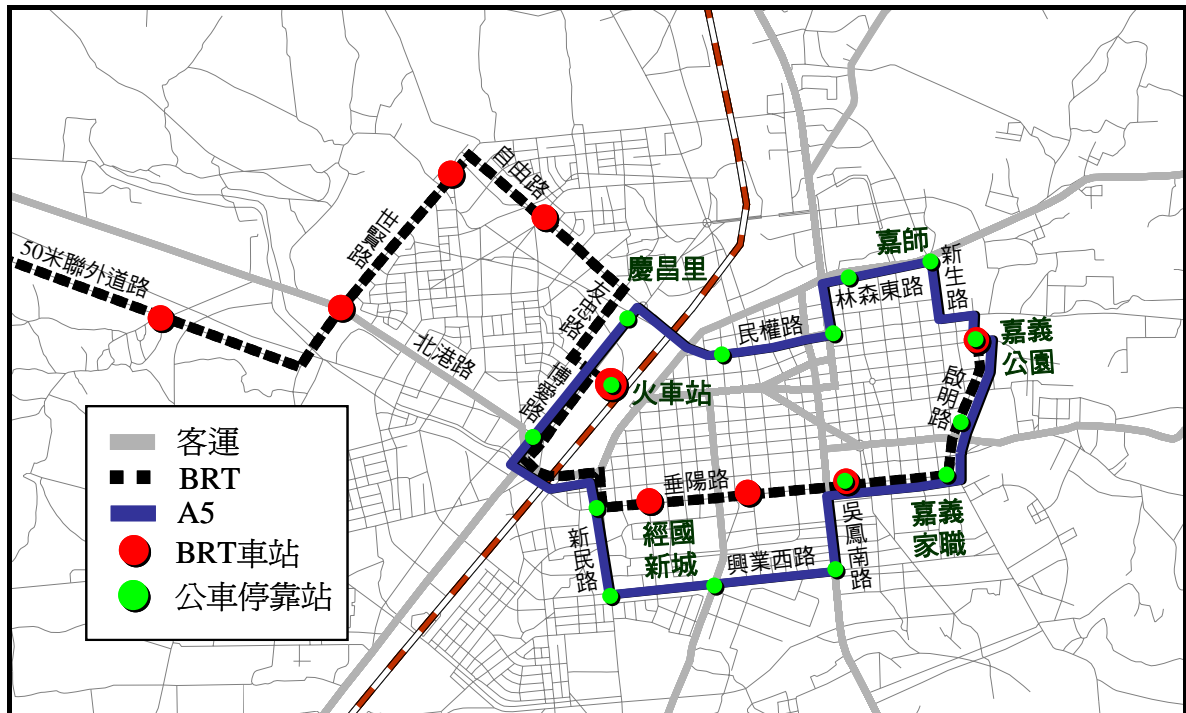 自由路
世賢路
50米聯外道路
北港路
友忠路
慶昌里
博愛路
火車站
民權路
嘉師
林森東路
新生路
嘉義
公園
啟明路
垂陽路
經國
新城
新民路
興業西路
吳鳳南路
嘉義
家職
客運
BRT
A5
BRT車站
公車停靠站